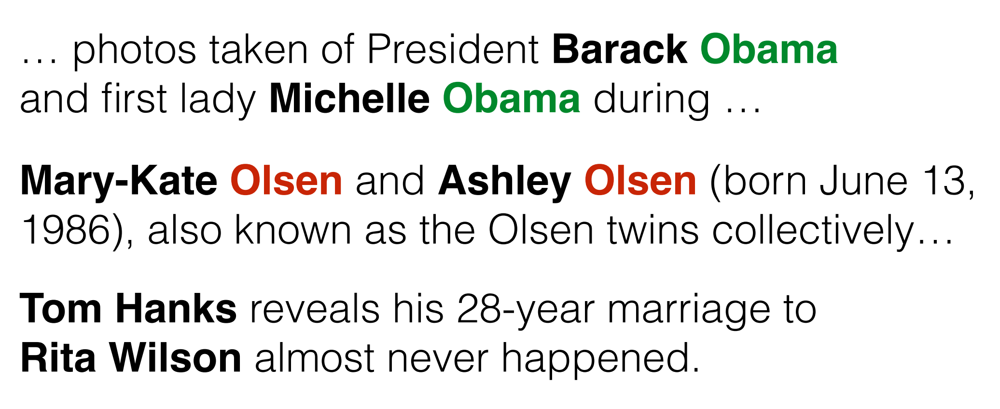 … photos taken of President Barack Obama
and first lady Michelle Obama during …
Mary-Kate Olsen and Ashley Olsen (born June 13,
1986), also known as the Olsen twins collectively…
Tom Hanks reveals his 28-year marriage to
Rita Wilson almost never happened.